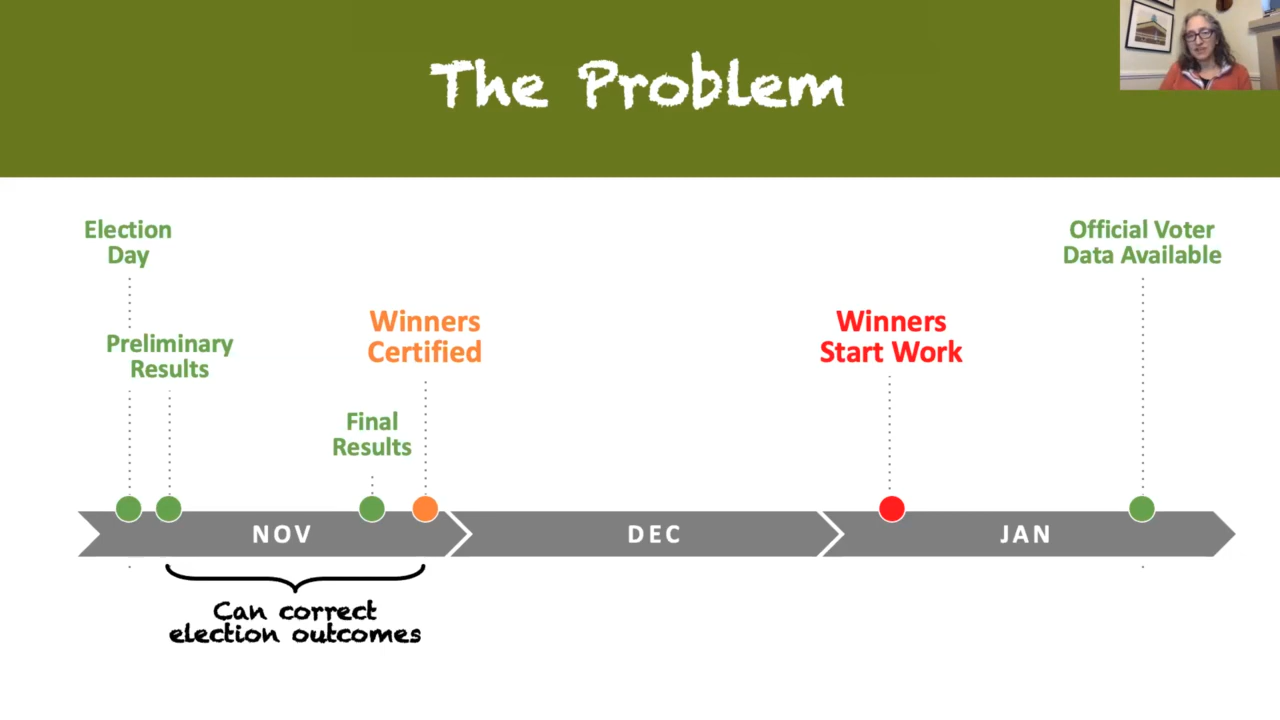 The Problem
Election
Day
Preliminary
Results
Final
Results
Winners
Certified
Winners
Start Work
Official Voter
Data Available
NOV
DEC
JAN
Can correct
election outcomes